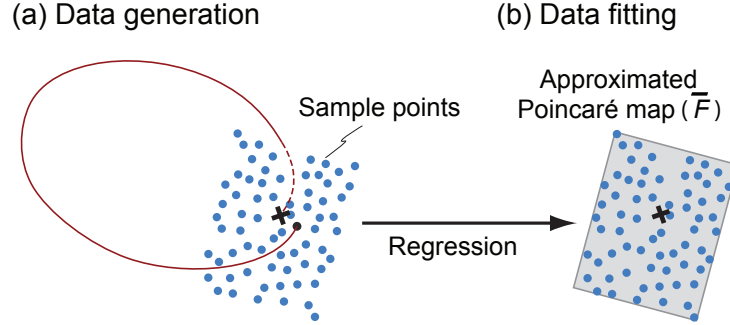 (a) Data generation
(b) Data fitting
Sample points
Approximated
Poincaré map ( F̅ )
Regression